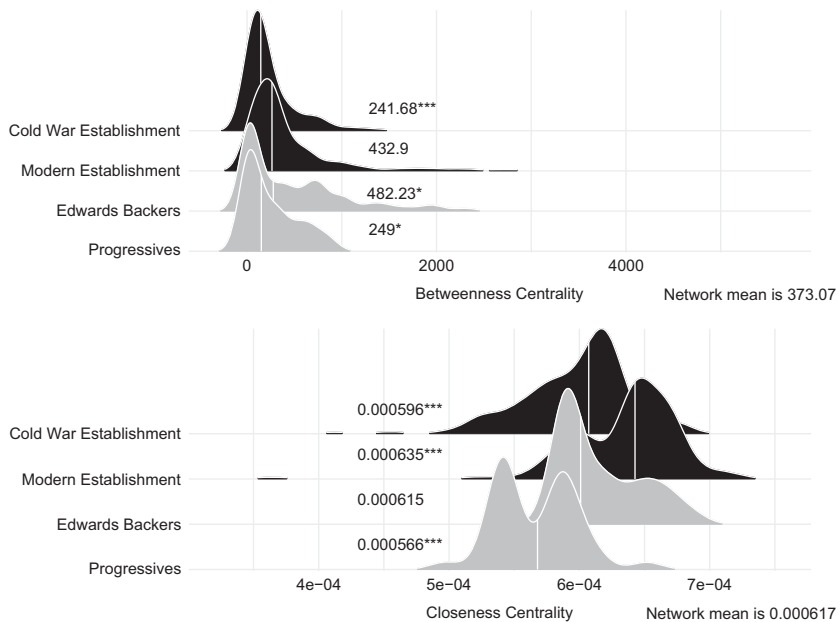 241.68***
Cold War Establishment
432.9
Modern Establishment
482.23*
Edwards Backers
249*
Progressives
0 2000 4000
Betweenness Centrality
Network mean is 373.07
0.000596***
Cold War Establishment
0.000635***
Modern Establishment
0.000615
Edwards Backers
0.000566***
Progressives
4e−04 5e−04 6e−04 7e−04
Closeness Centrality
Network mean is 0.000617